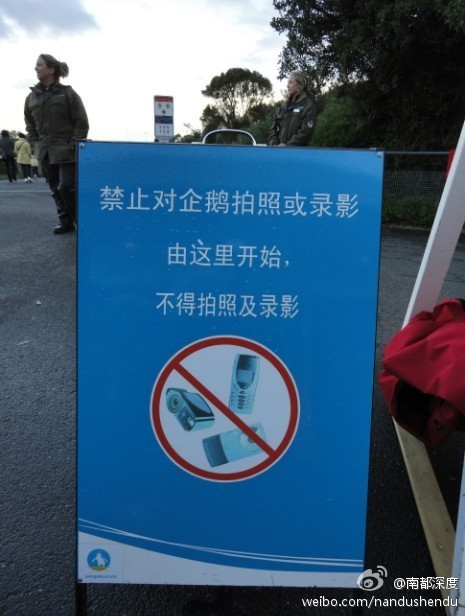 禁止对企鹅拍照或录影
由这里开始，
不得拍照及录影
@南都深度
weibo.com/nandushendu